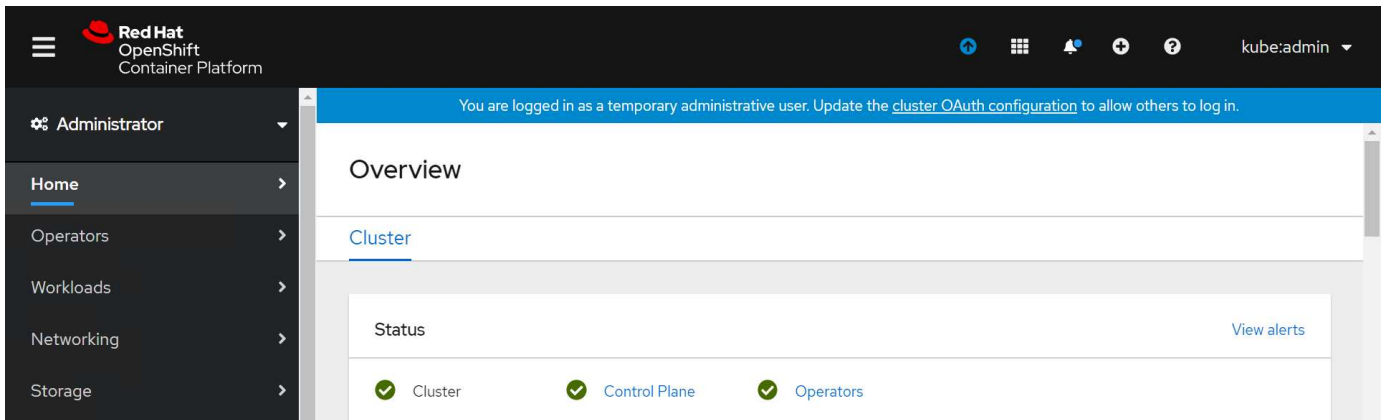 Red Hat
OpenShift
Container Platform
kube:admin
Administrator
You are logged in as a temporary administrative user. Update the cluster OAuth configuration to allow others to log in.
Home
Operators
Workloads
Networking
Storage
Overview
Cluster
Status
View alerts
Cluster
Control Plane
Operators